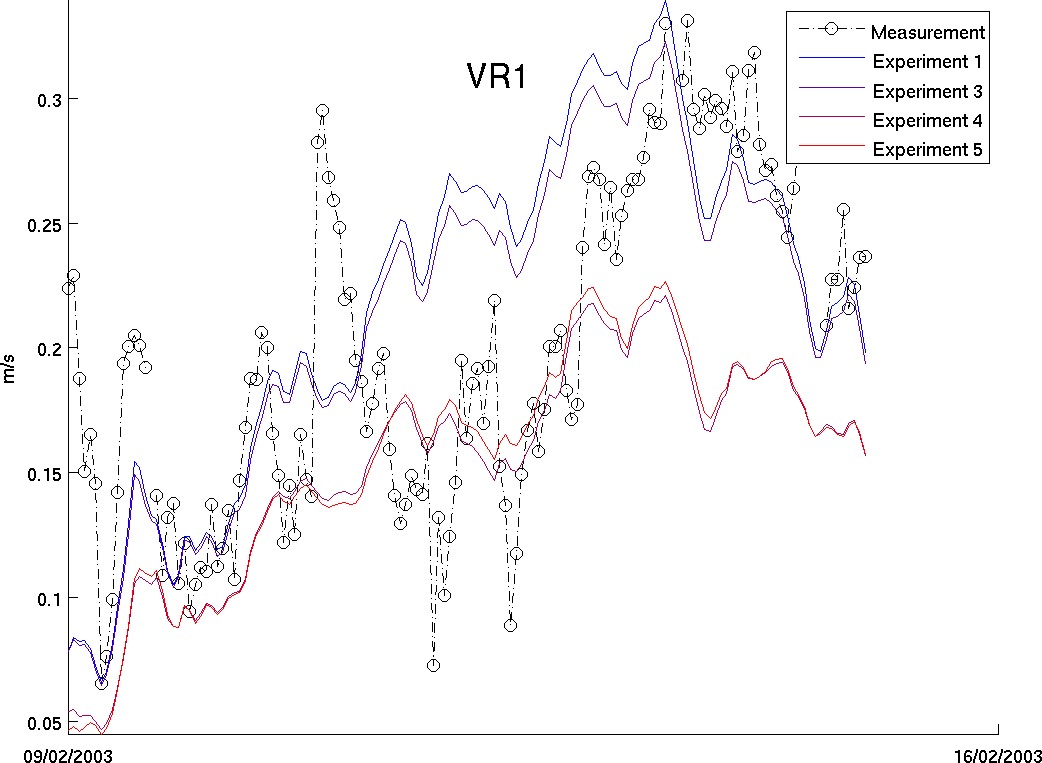 VR1
Measurement
Experiment 1
Experiment 3
Experiment 4
Experiment 5
0.3
0.25
0.2
0.15
0.1
0.05
m/s
09/02/2003
16/02/2003